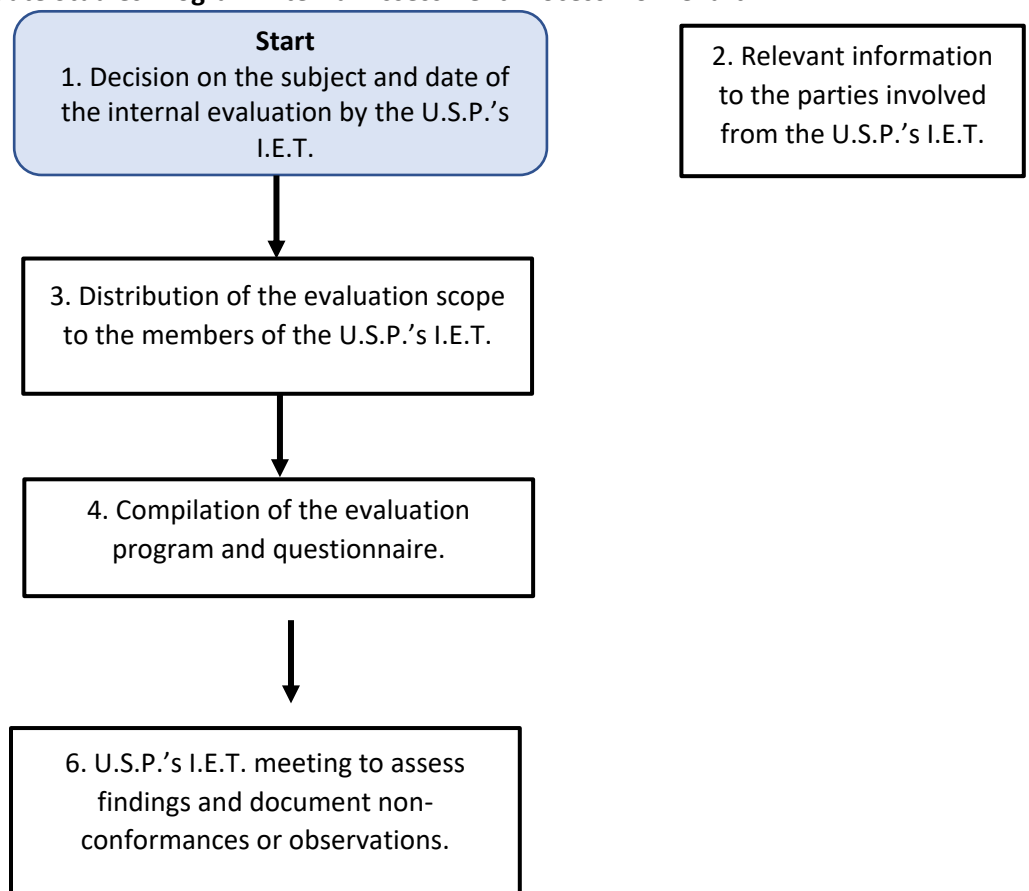 Start
1. Decision on the subject and date of
the internal evaluation by the U.S.P.'s
I.E.T.
2. Relevant information
to the parties involved
from the U.S.P.'s I.E.T.
3. Distribution of the evaluation scope
to the members of the U.S.P.'s I.E.T.
4. Compilation of the evaluation
program and questionnaire.
6. U.S.P.'s I.E.T. meeting to assess
findings and document non-
conformances or observations.